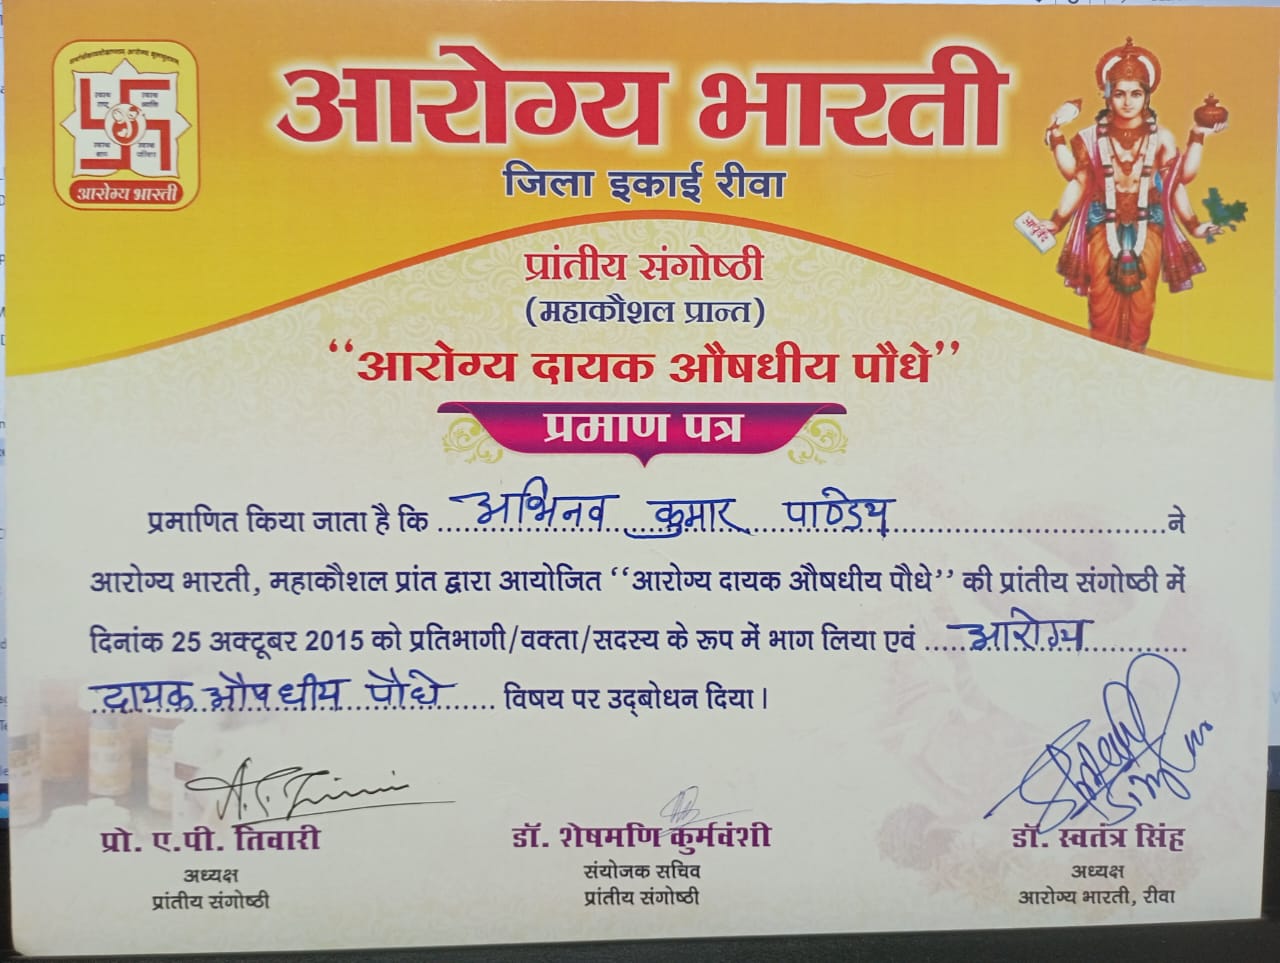 आरोग्य भारती
आरोग्य भारती
जिला इकाई रीवा
आयुर्वेद
प्रांतीय संगोष्ठी
(महाकौशल प्रान्त)
“आरोग्य दायक औषधीय पौधे”
प्रमाण पत्र
प्रमाणित किया जाता है कि अभिनव कुमार पाण्डेय ने
आरोग्य भारती, महाकौशल प्रांत द्वारा आयोजित “आरोग्य दायक औषधीय पौधे” की प्रांतीय संगोष्ठी में
दिनांक 25 अक्टूबर 2015 को प्रतिभागी/वक्ता/सदस्य के रूप में भाग लिया एवं आरोग्य
दायक औषधीय पौधे विषय पर उद्‌बोधन दिया।
प्रो. ए.पी. तिवारी
अध्यक्ष
प्रांतीय संगोष्ठी
डॉ. शेषमणि कुर्मवंशी
संयोजक सचिव
प्रांतीय संगोष्ठी
डॉ. स्वतंत्र सिंह
अध्यक्ष
आरोग्य भारती, रीवा